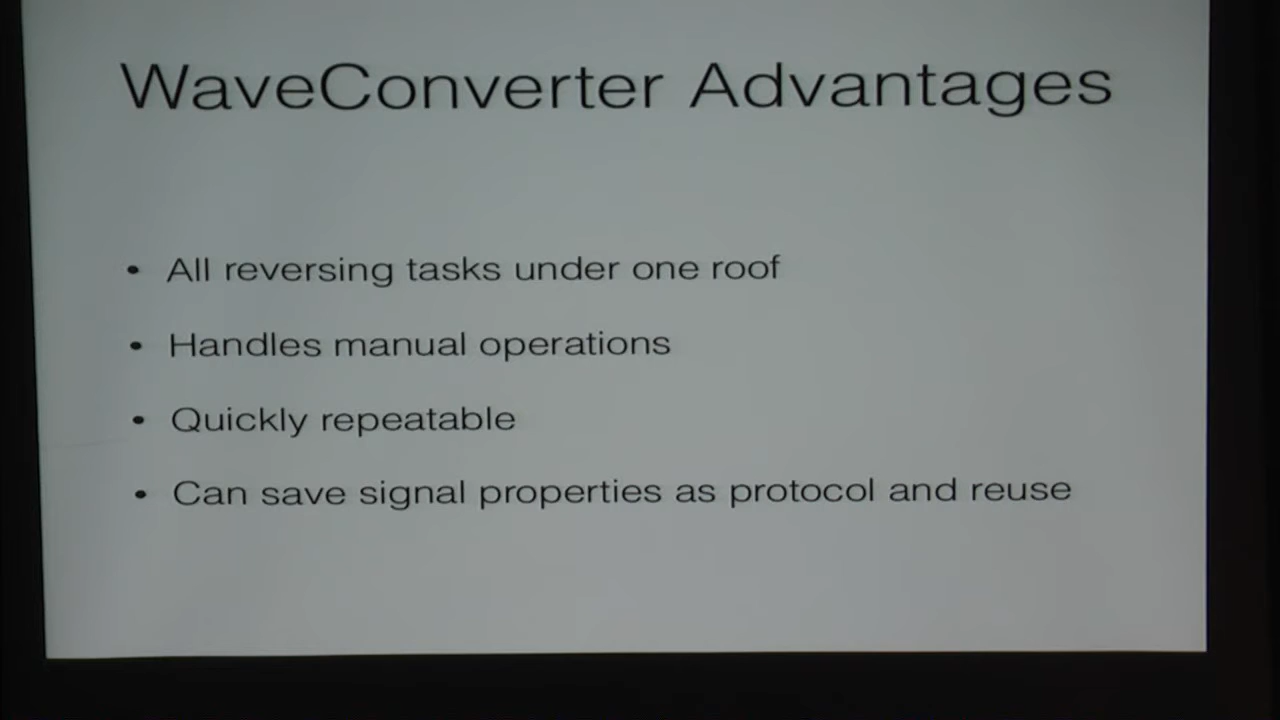 WaveConverter Advantages
• All reversing tasks under one roof
• Handles manual operations
• Quickly repeatable
• Can save signal properties as protocol and reuse